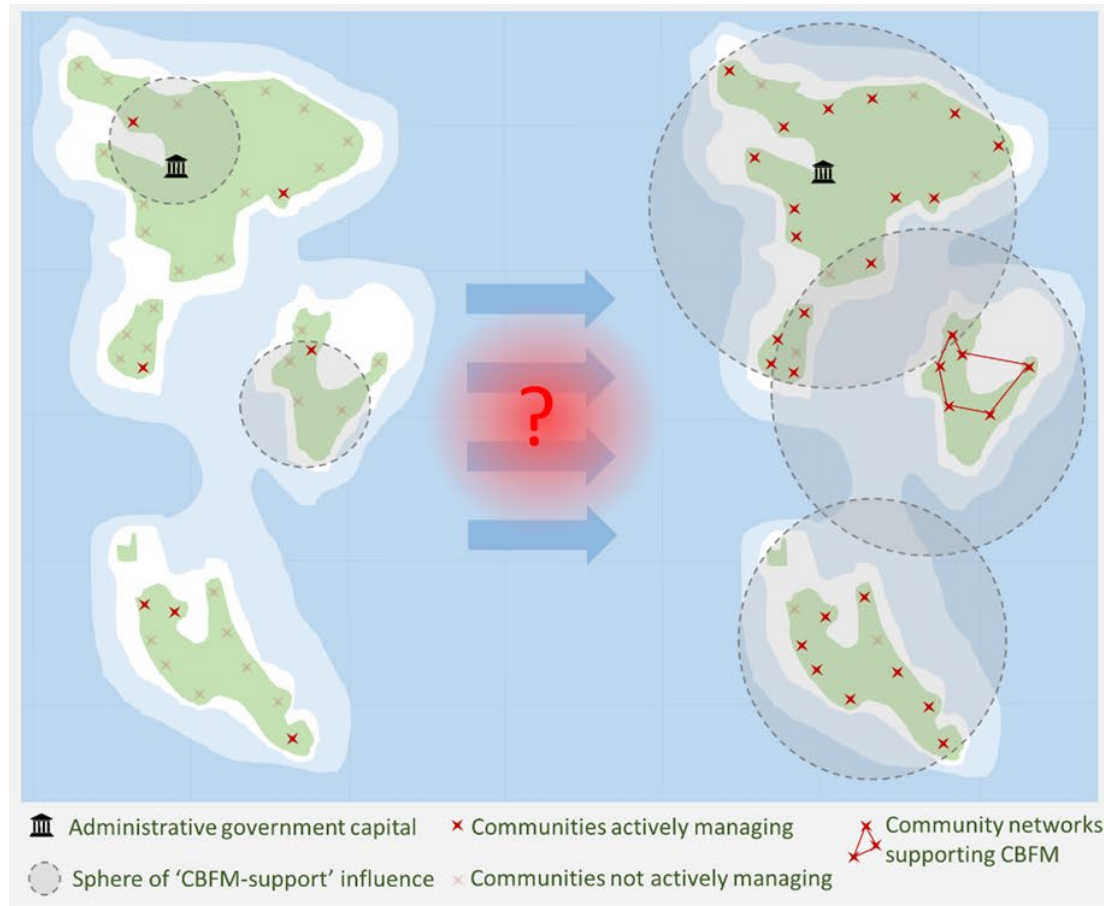 ?
Administrative government capital
Communities actively managing
Community networks
supporting CBFM
Sphere of 'CBFM-support' influence
Communities not actively managing